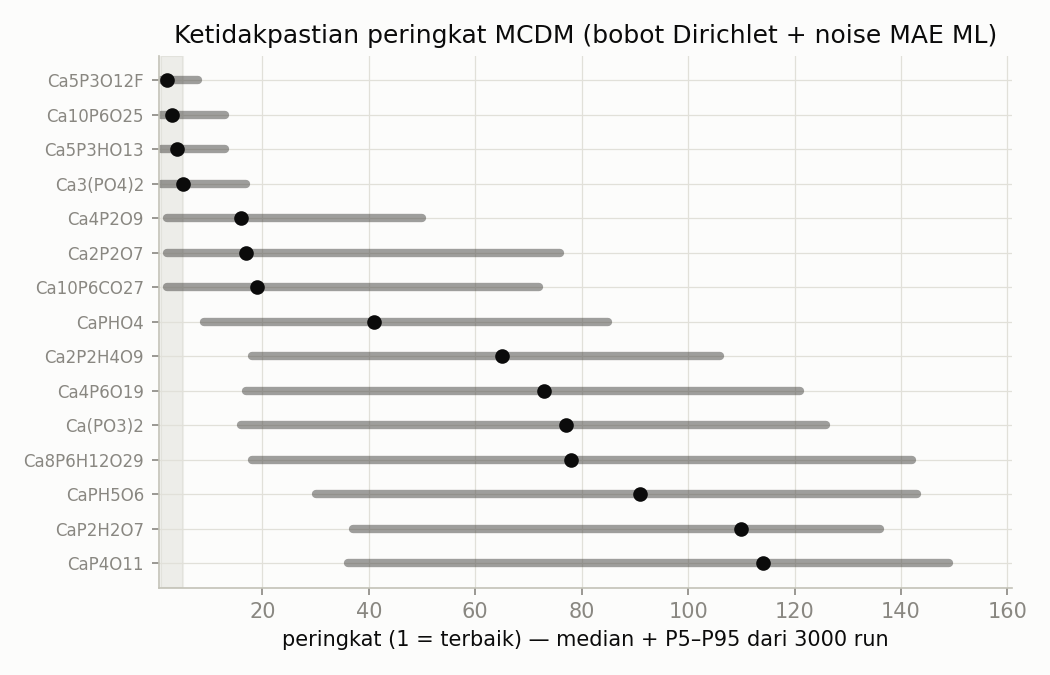 Ketidakpastian peringkat MCDM (bobot Dirichlet + noise MAE ML)
Ca5P3O12F
Ca10P6O25
Ca5P3HO13
Ca3(PO4)2
Ca4P2O9
Ca2P2O7
Ca10P6CO27
CaPHO4
Ca2P2H4O9
Ca4P6O19
Ca(PO3)2
Ca8P6H12O29
CaPH5O6
CaP2H2O7
CaP4O11
20 40 60 80 100 120 140 160
peringkat (1 = terbaik) — median + P5–P95 dari 3000 run